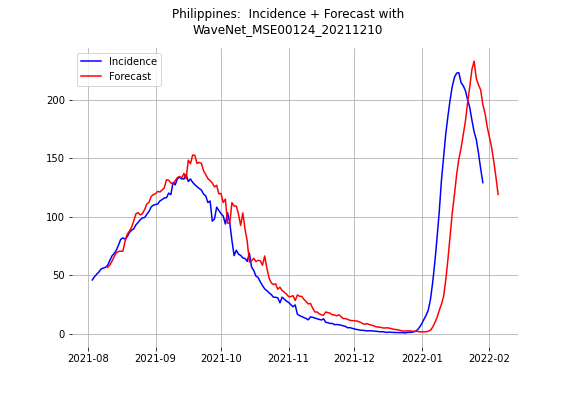 Philippines:  Incidence + Forecast with
WaveNet_MSE00124_20211210
Incidence
Forecast
200
150
100
50
0
2021-08 2021-09 2021-10 2021-11 2021-12 2022-01 2022-02